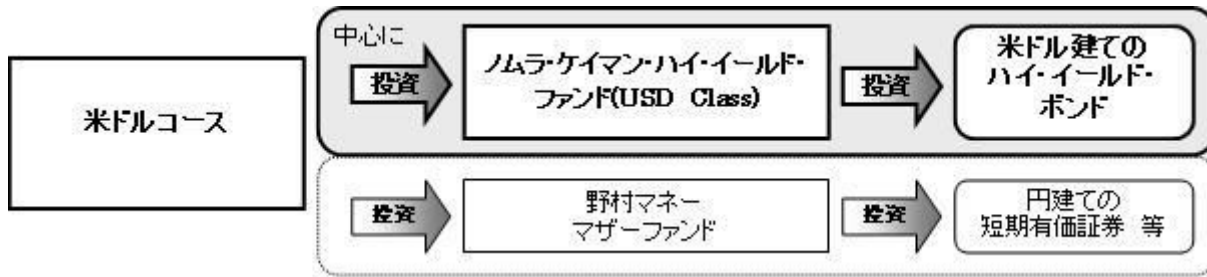 米ドルコース
中心に
投資
ノムラ・ケイマン・ハイ・イールド・
ファンド(USD Class)
投資
米ドル建ての
ハイ・イールド・
ボンド
投資
野村マネー
マザーファンド
投資
円建ての
短期有価証券 等